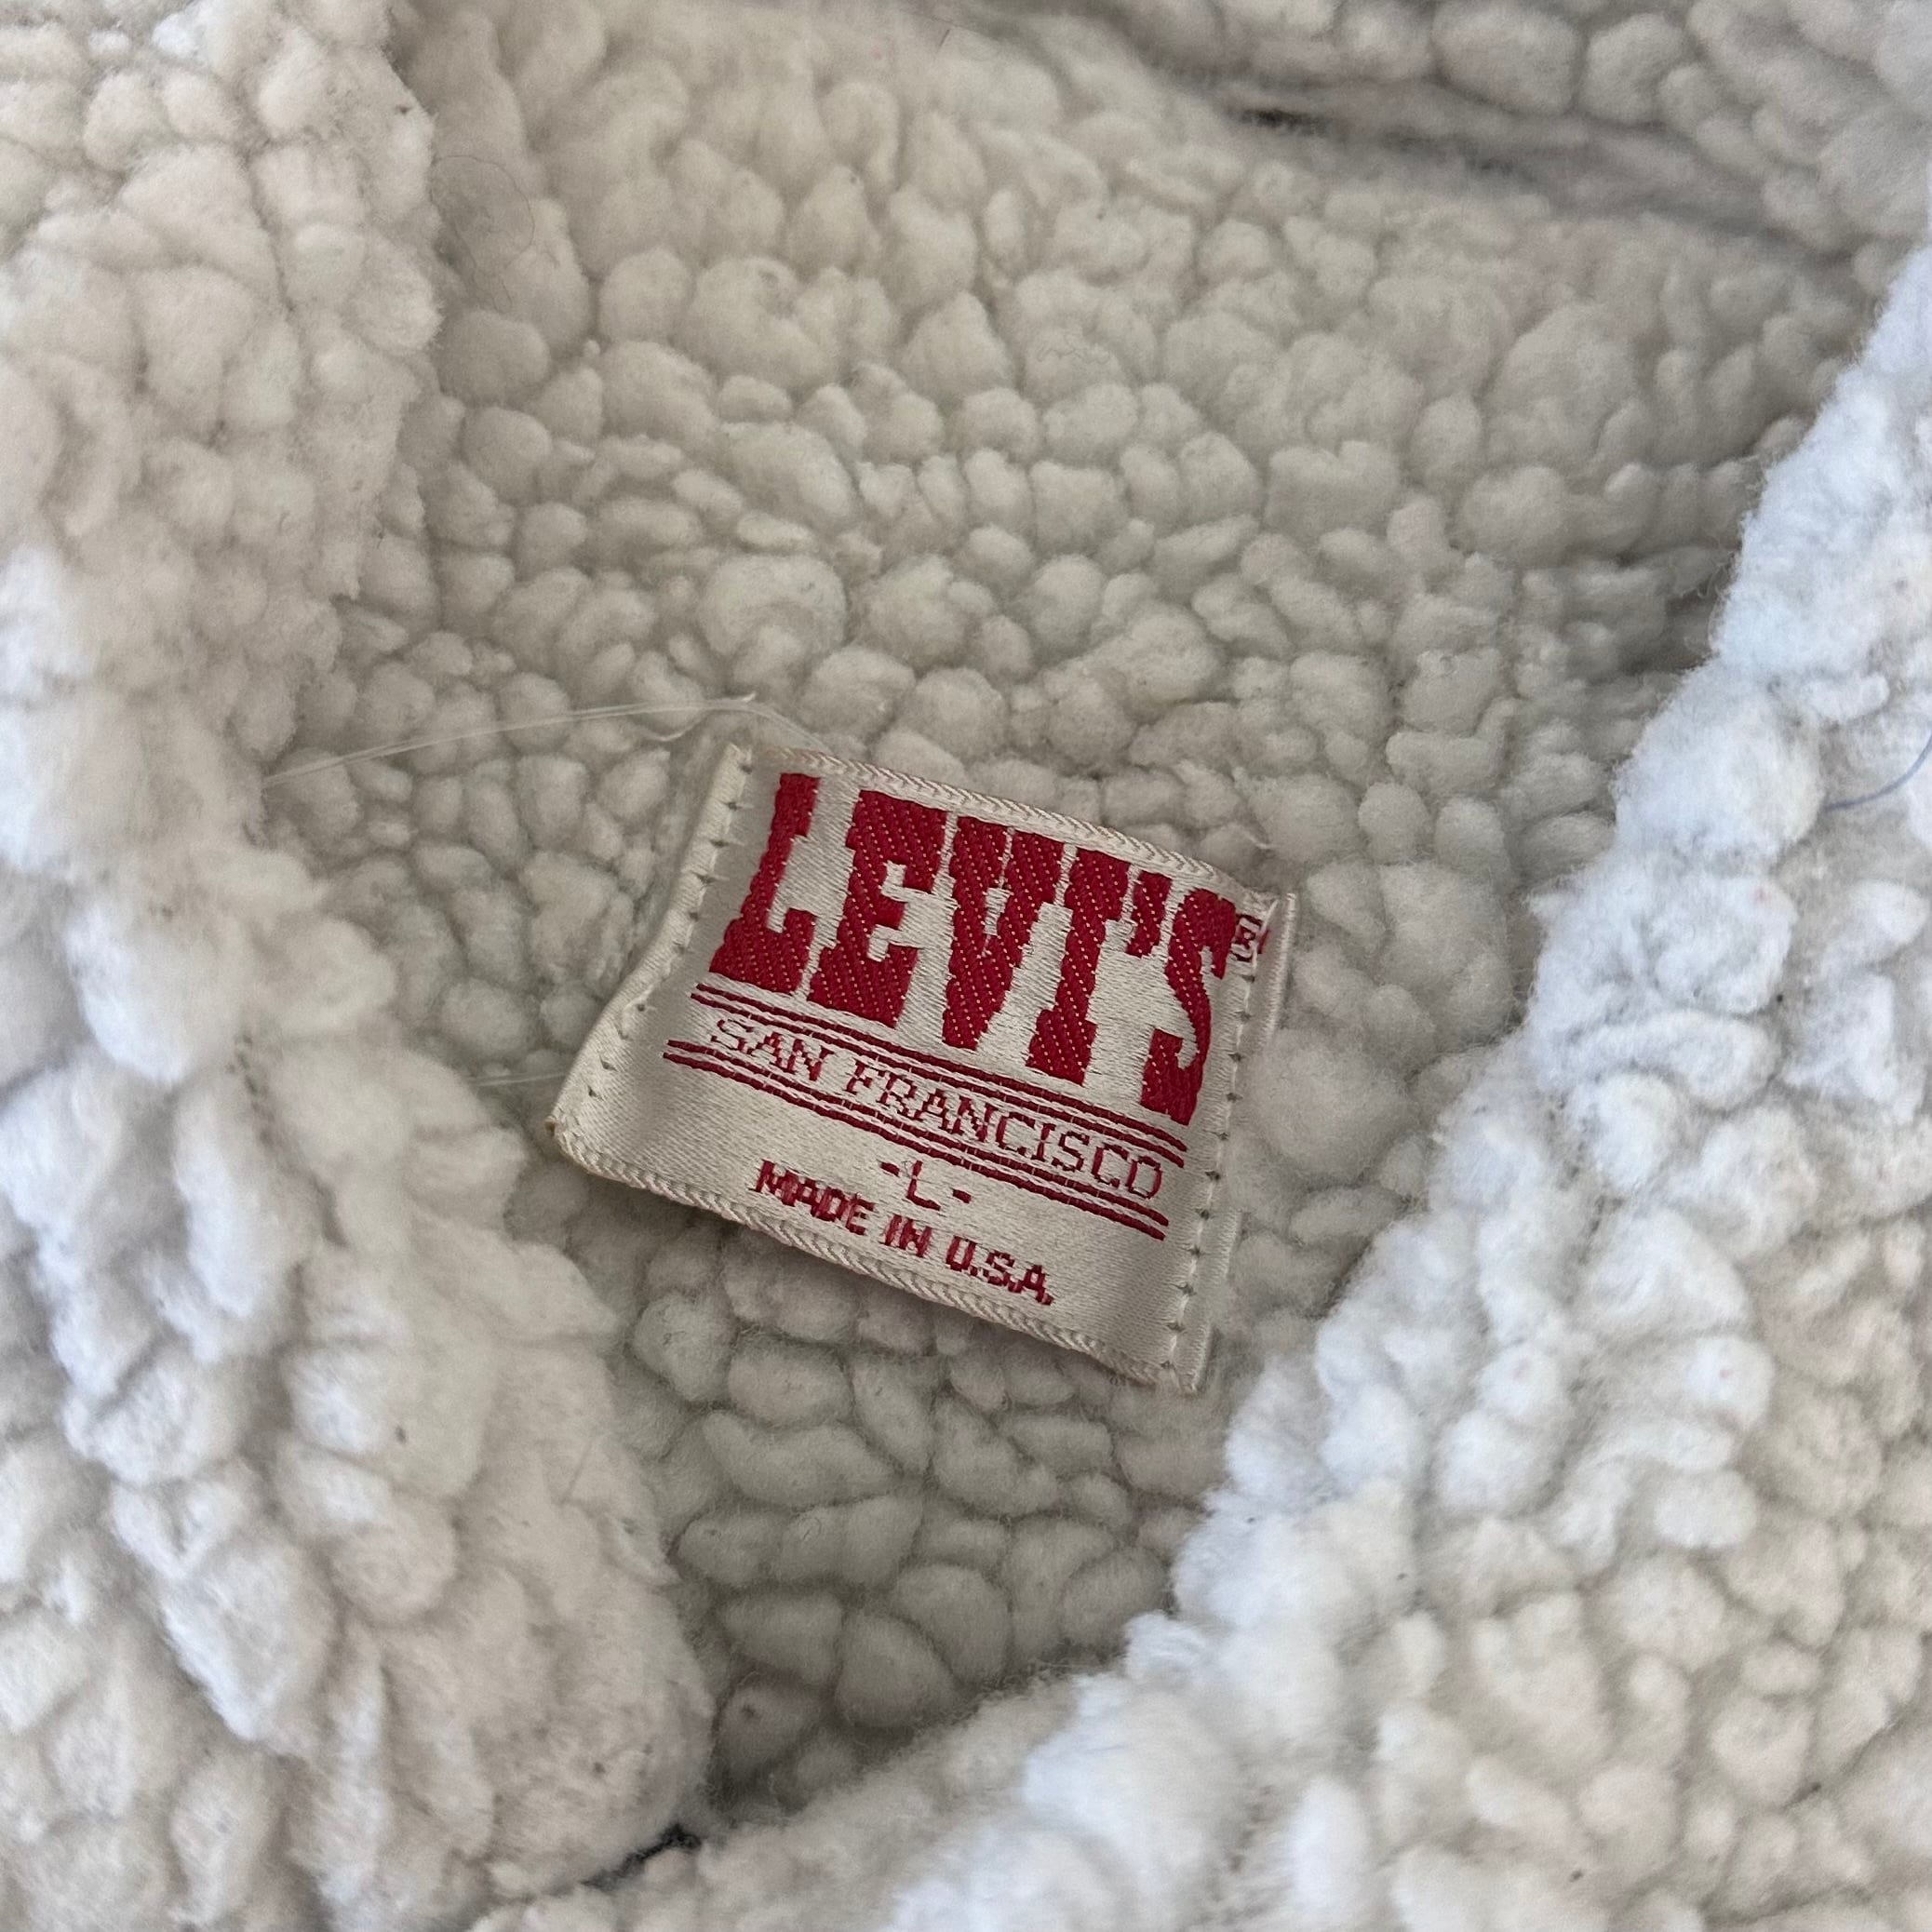 LEVI'S®
SAN FRANCISCO
-L-
MADE IN U.S.A.